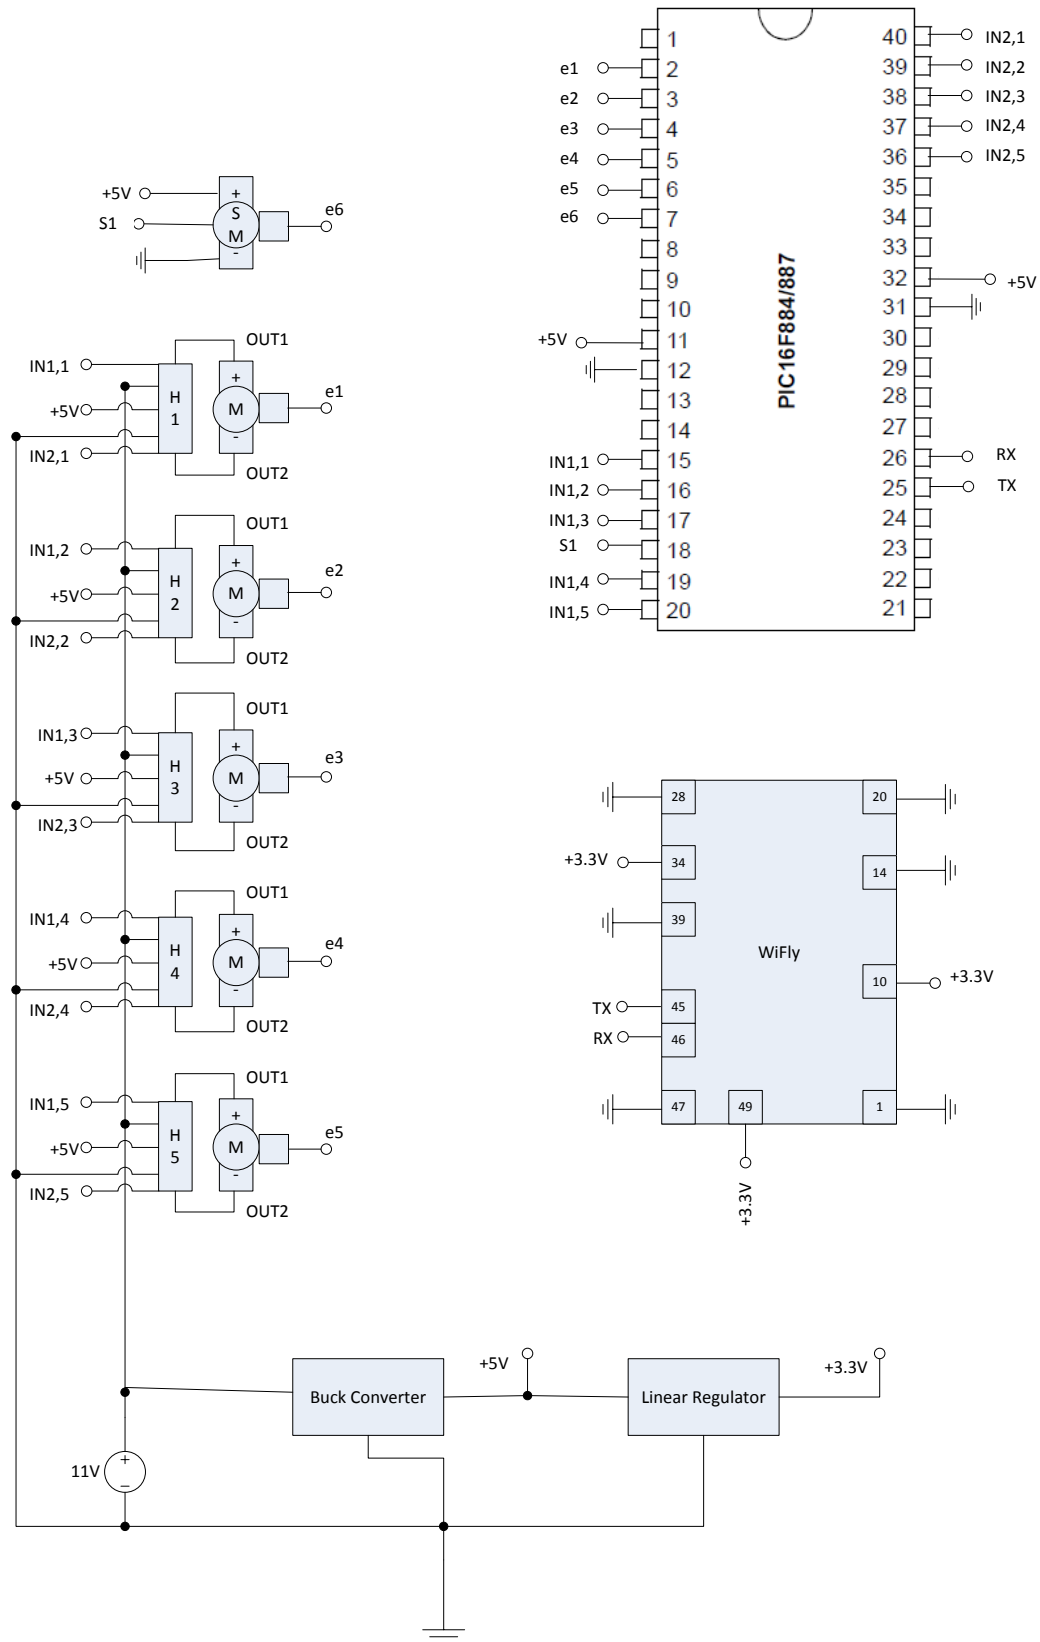 +5V
S1
+
S
M
-
e6
IN1,1
+5V
IN2,1
H
1
OUT1
+
M
-
OUT2
e1
IN1,2
+5V
IN2,2
H
2
OUT1
+
M
-
OUT2
e2
IN1,3
+5V
IN2,3
H
3
OUT1
+
M
-
OUT2
e3
IN1,4
+5V
IN2,4
H
4
OUT1
+
M
-
OUT2
e4
IN1,5
+5V
IN2,5
H
5
OUT1
+
M
-
OUT2
e5
11V
+
−
Buck Converter
+5V
Linear Regulator
+3.3V
PIC16F884/887
1
e1 2
e2 3
e3 4
e4 5
e5 6
e6 7
8
9
10
+5V 11
12
13
14
IN1,1 15
IN1,2 16
IN1,3 17
S1 18
IN1,4 19
IN1,5 20
40 IN2,1
39 IN2,2
38 IN2,3
37 IN2,4
36 IN2,5
35
34
33
32 +5V
31
30
29
28
27
26 RX
25 TX
24
23
22
21
WiFly
28
+3.3V 34
39
TX 45
RX 46
47
49
+3.3V
20
14
10 +3.3V
1